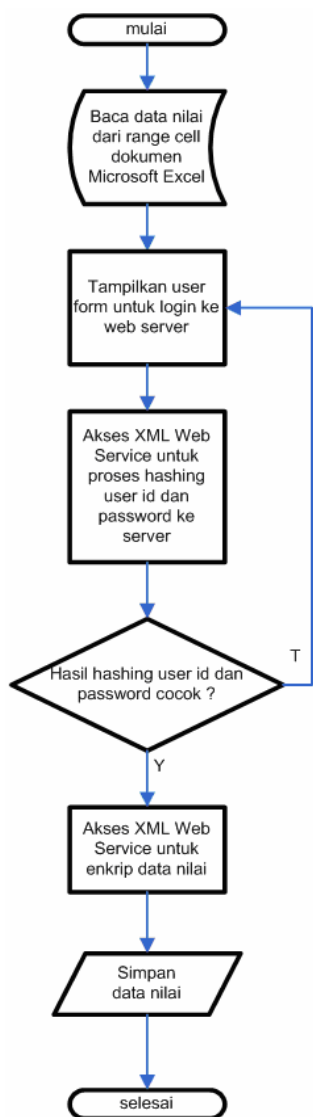 mulai
Baca data nilai
dari range cell
dokumen
Microsoft Excel
Tampilkan user
form untuk login ke
web server
Akses XML Web
Service untuk
proses hashing
user id dan
password ke
server
Hasil hashing user id dan
password cocok ?
T
Y
Akses XML Web
Service untuk
enkrip data nilai
Simpan
data nilai
selesai